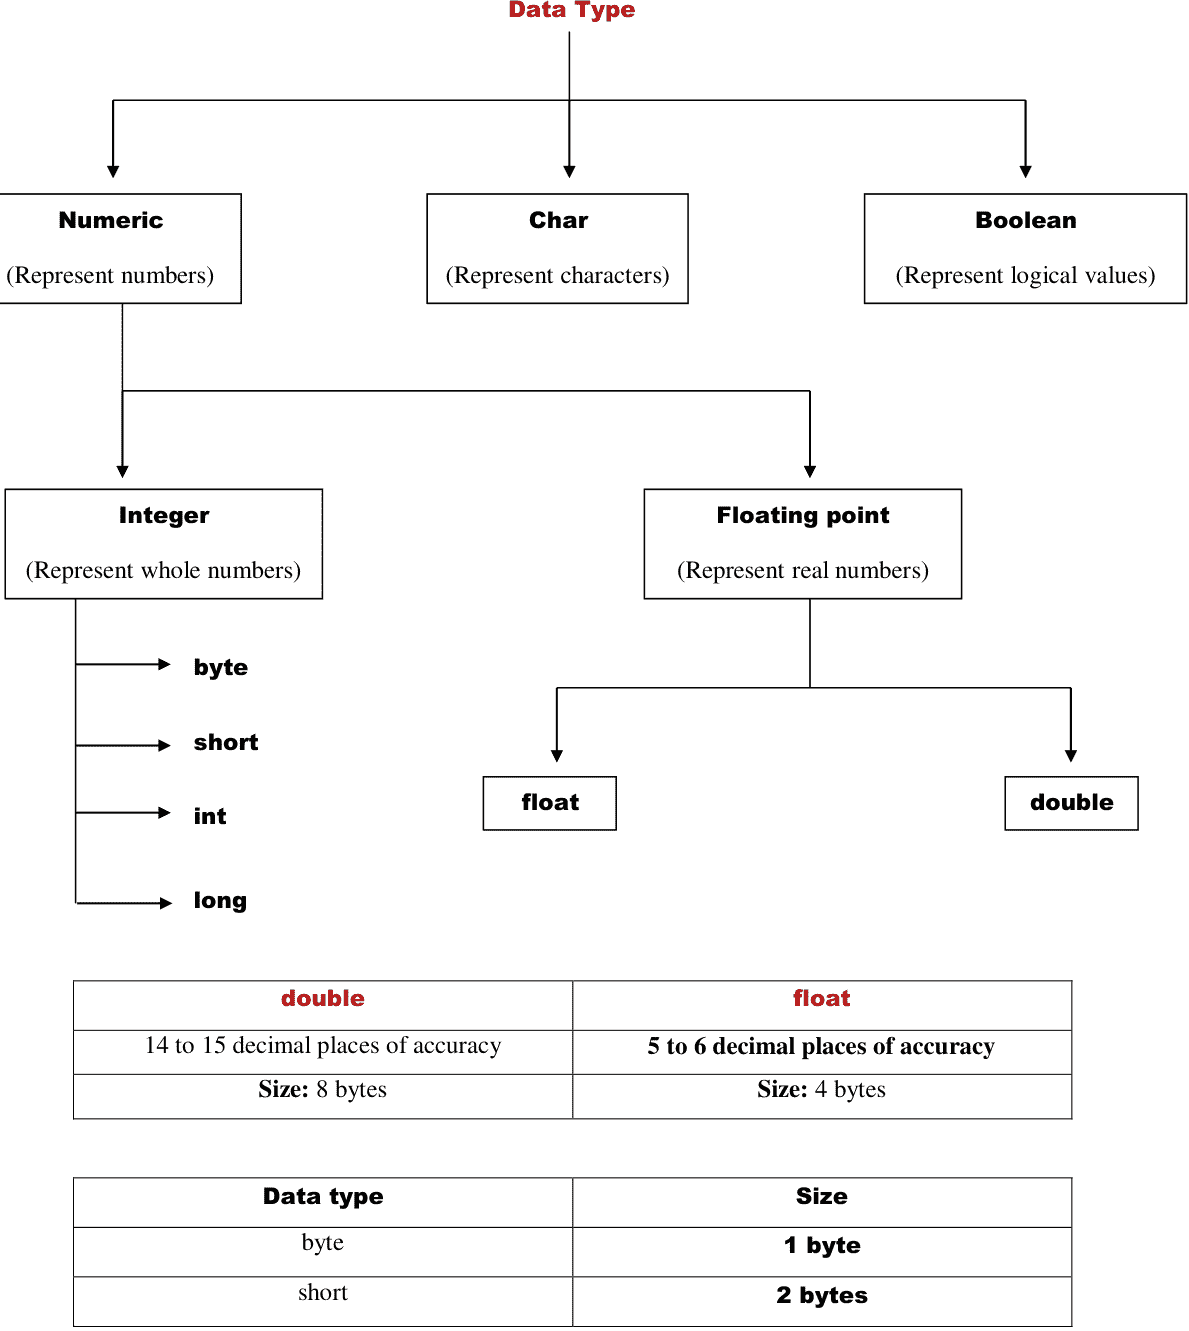 Data Type
Numeric
Char
Boolean
(Represent numbers)
(Represent characters)
(Represent logical values)
Integer
Floating point
(Represent whole numbers)
(Represent real numbers)
byte
short
int
long
float
double
double
float
14 to 15 decimal places of accuracy
5 to 6 decimal places of accuracy
Size: 8 bytes
Size: 4 bytes
Data type
Size
byte
1 byte
short
2 bytes